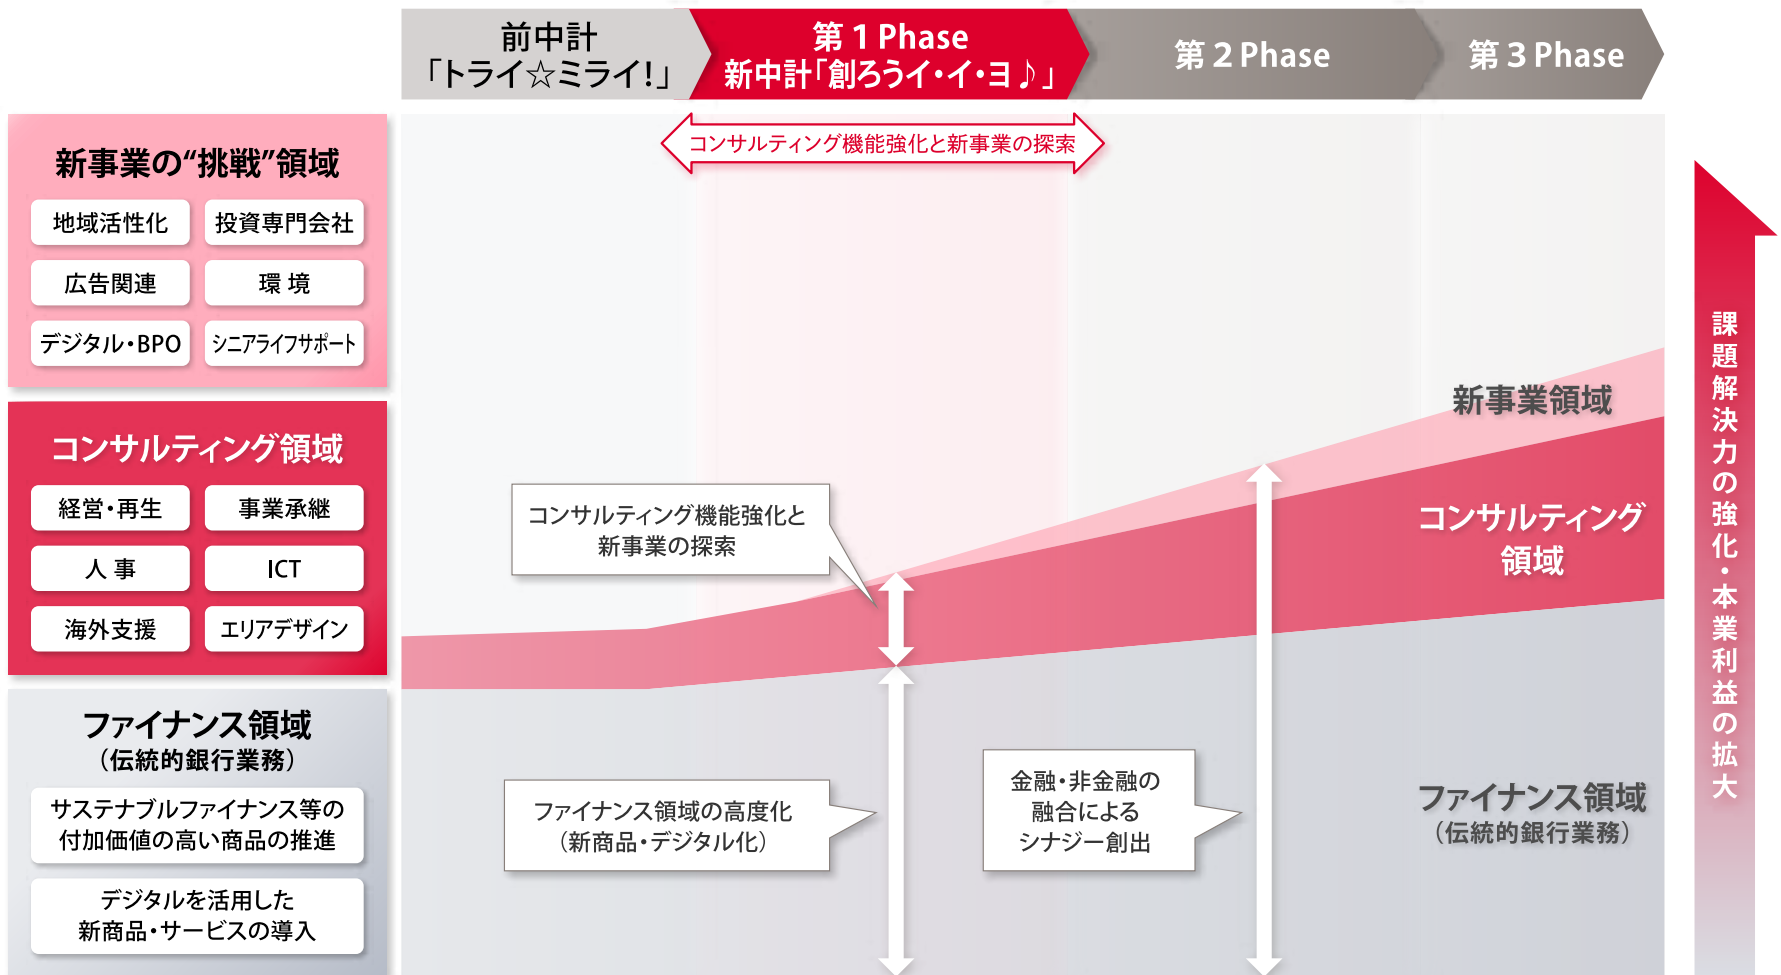 前中計
「トライ☆ミライ!」
第1Phase
新中計「創ろうイ・イ・ヨ♪」
第2Phase
第3Phase
コンサルティング機能強化と新事業の探索
新事業の“挑戦”領域
地域活性化
投資専門会社
広告関連
環 境
デジタル・BPO
シニアライフサポート
コンサルティング領域
経営・再生
事業承継
人 事
ICT
海外支援
エリアデザイン
ファイナンス領域
（伝統的銀行業務）
サステナブルファイナンス等の
付加価値の高い商品の推進
デジタルを活用した
新商品・サービスの導入
コンサルティング機能強化と
新事業の探索
ファイナンス領域の高度化
（新商品・デジタル化）
金融・非金融の
融合による
シナジー創出
新事業領域
コンサルティング
領域
ファイナンス領域
（伝統的銀行業務）
課題解決力の強化・本業利益の拡大